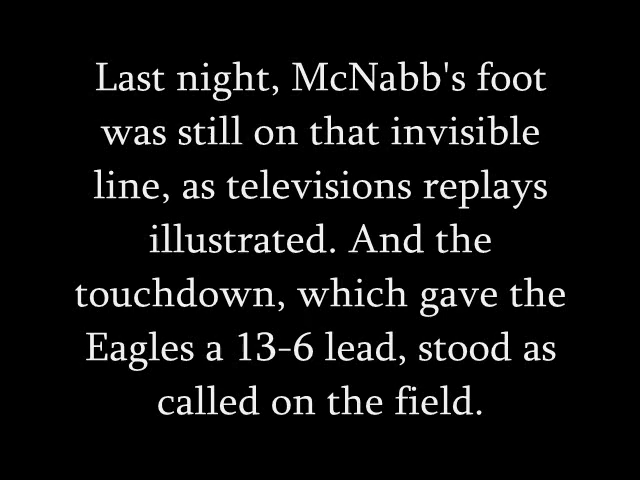 Last night, McNabb's foot
was still on that invisible
line, as televisions replays
illustrated. And the
touchdown, which gave the
Eagles a 13-6 lead, stood as
called on the field.